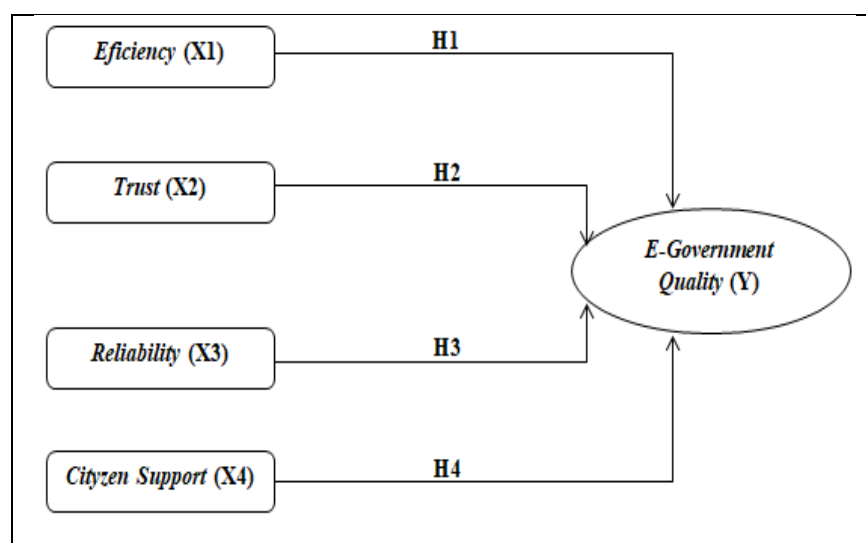 Eficiency (X1)
H1
Trust (X2)
H2
E-Government
Quality (Y)
Reliability (X3)
H3
Cityzen Support (X4)
H4